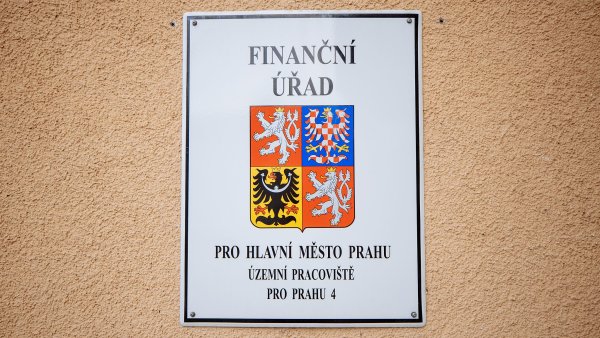 FINANČNÍ
ÚŘAD
PRO HLAVNÍ MĚSTO PRAHU
ÚZEMNÍ PRACOVIŠTĚ
PRO PRAHU 4